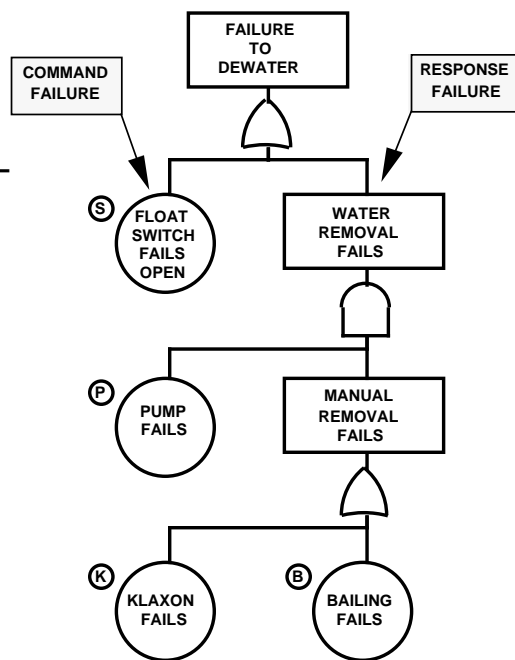 FAILURE
TO
DEWATER
COMMAND
FAILURE
RESPONSE
FAILURE
S
FLOAT
SWITCH
FAILS
OPEN
WATER
REMOVAL
FAILS
P
PUMP
FAILS
MANUAL
REMOVAL
FAILS
K
KLAXON
FAILS
B
BAILING
FAILS